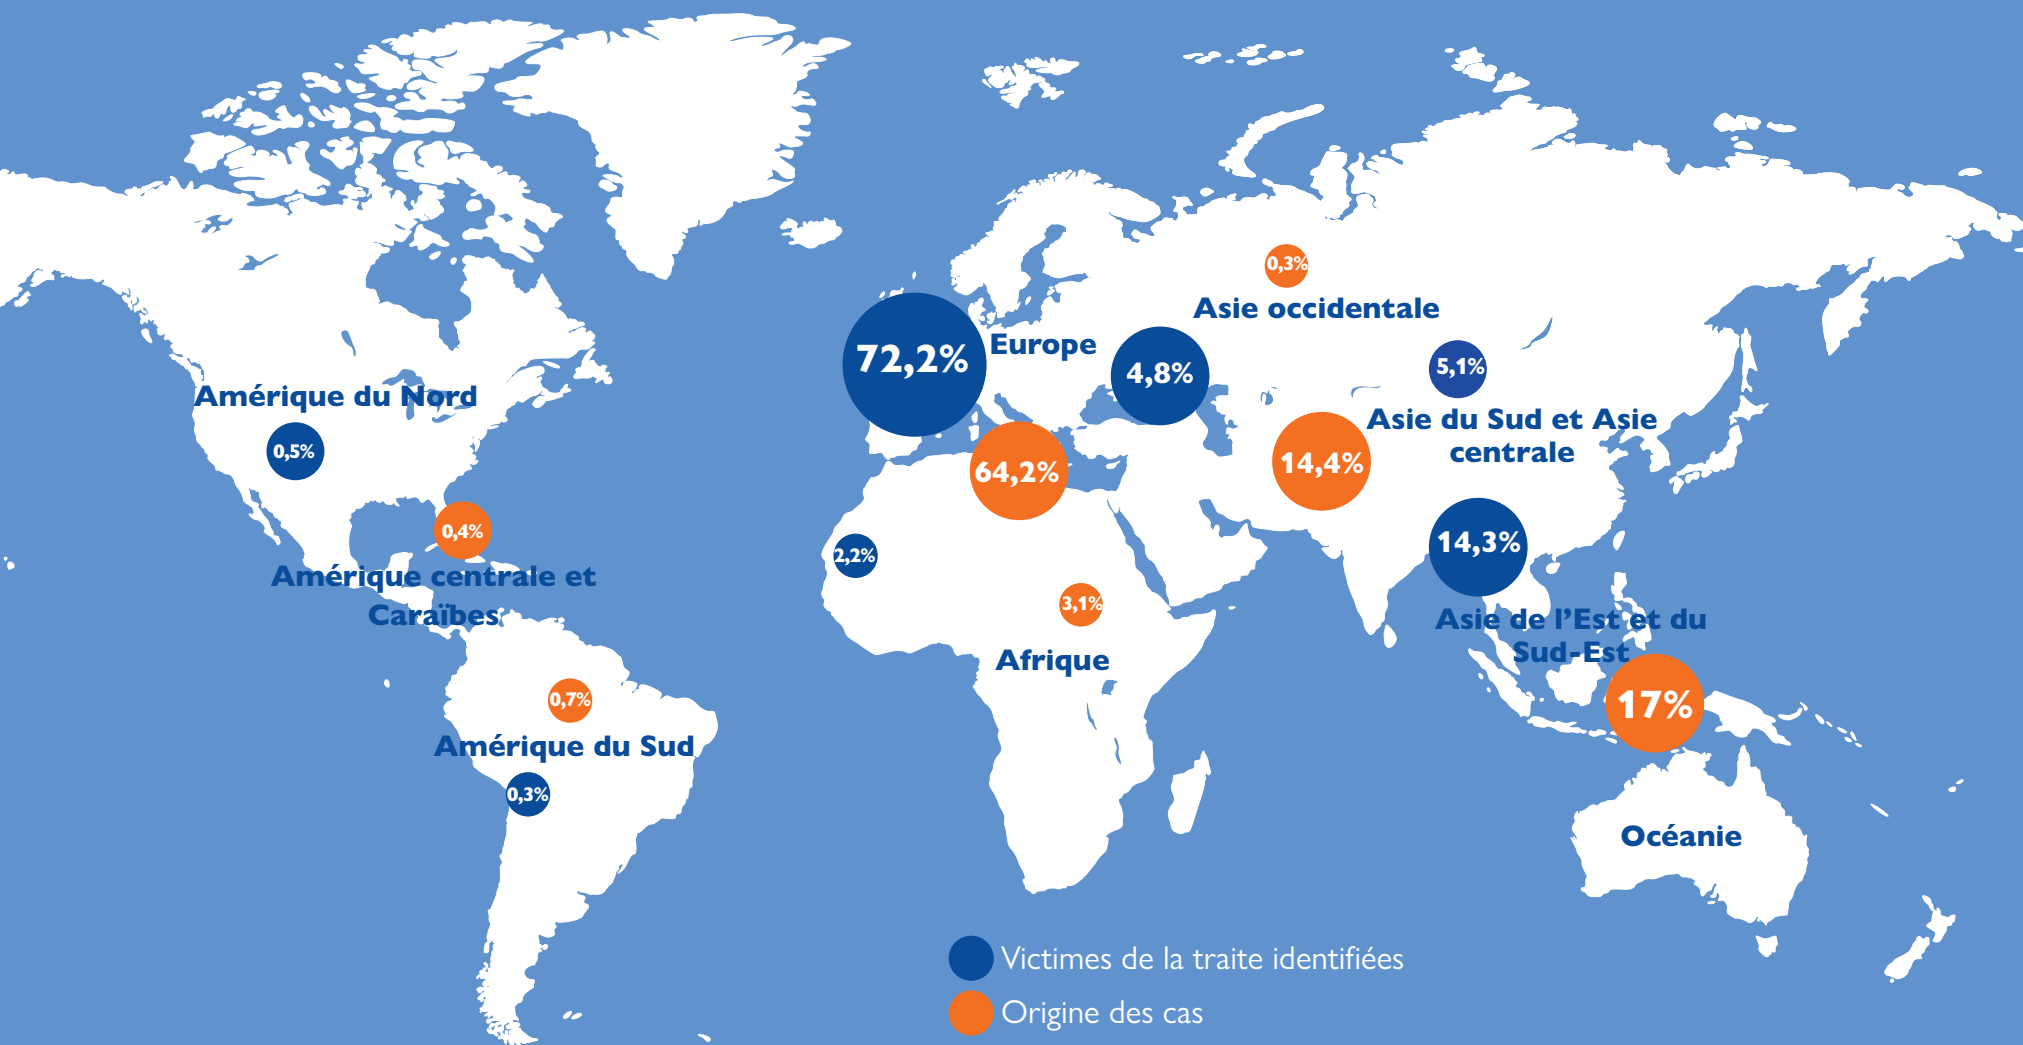 0,3%
Asie occidentale
72,2%
Europe
4,8%
5,1%
Amérique du Nord
0,5%
Asie du Sud et Asie
centrale
64,2%
14,4%
0,4%
14,3%
2,2%
Amérique centrale et
Caraïbes
3,1%
Asie de l’Est et du
Sud-Est
Afrique
0,7%
17%
Amérique du Sud
0,3%
Océanie
Victimes de la traite identifiées
Origine des cas